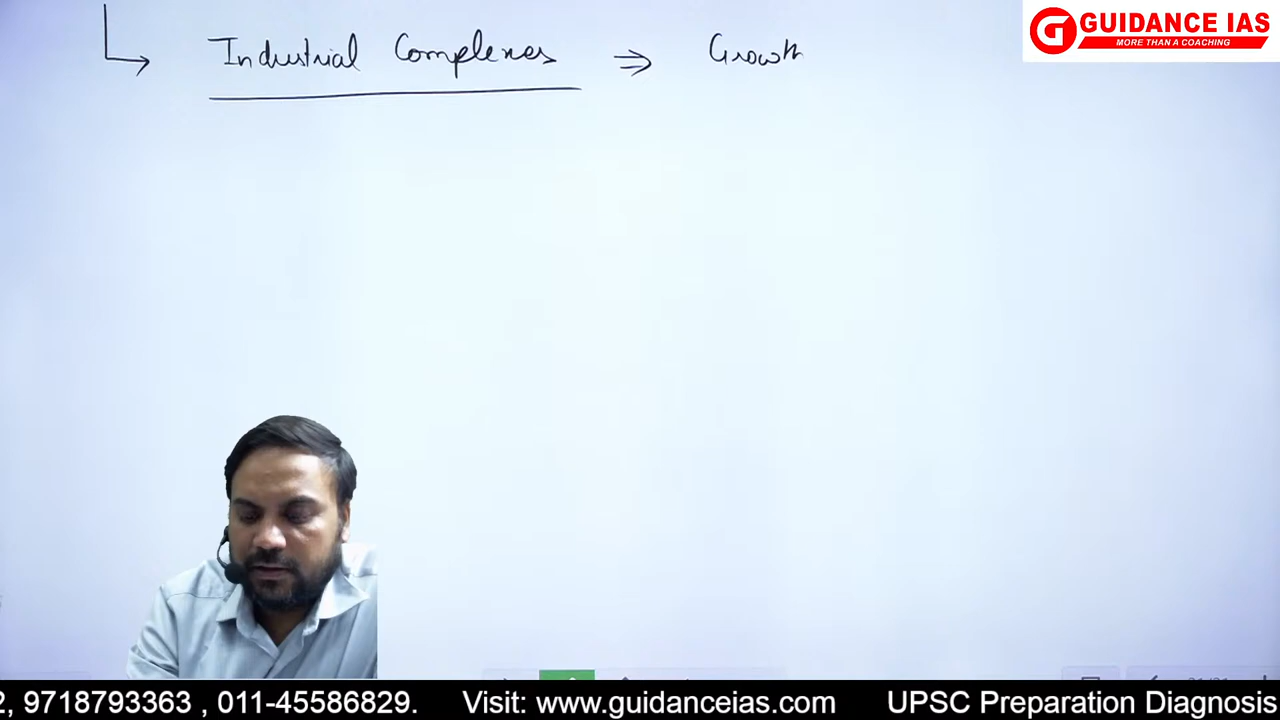 Industrial Complexes ⇒ Growth
GUIDANCE IAS
MORE THAN A COACHING
2, 9718793363 , 011-45586829. Visit: www.guidanceias.com UPSC Preparation Diagnosis